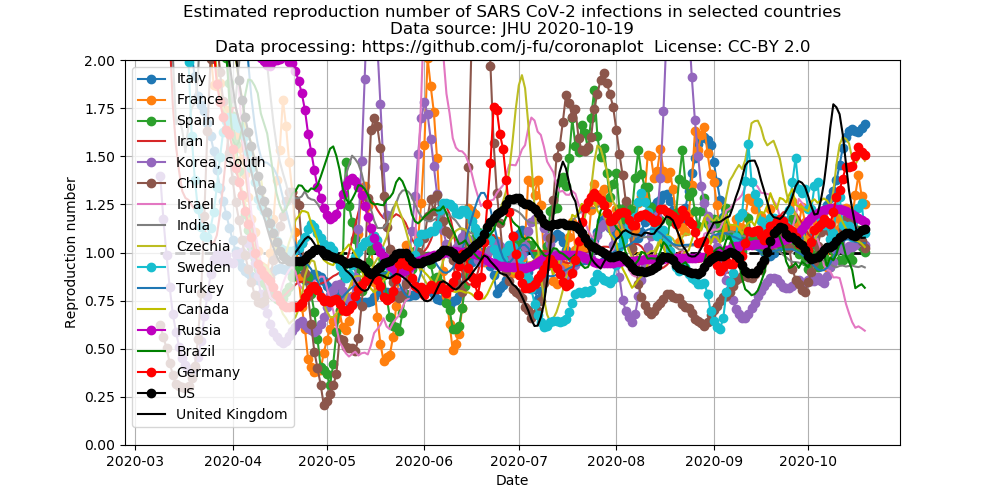 Estimated reproduction number of SARS CoV-2 infections in selected countries
Data source: JHU 2020-10-19
Data processing: https://github.com/j-fu/coronaplot License: CC-BY 2.0
2.00
1.75
1.50
1.25
1.00
0.75
0.50
0.25
0.00
Reproduction number
Italy
France
Spain
Iran
Korea, South
China
Israel
India
Czechia
Sweden
Turkey
Canada
Russia
Brazil
Germany
US
United Kingdom
2020-03 2020-04 2020-05 2020-06 2020-07 2020-08 2020-09 2020-10
Date